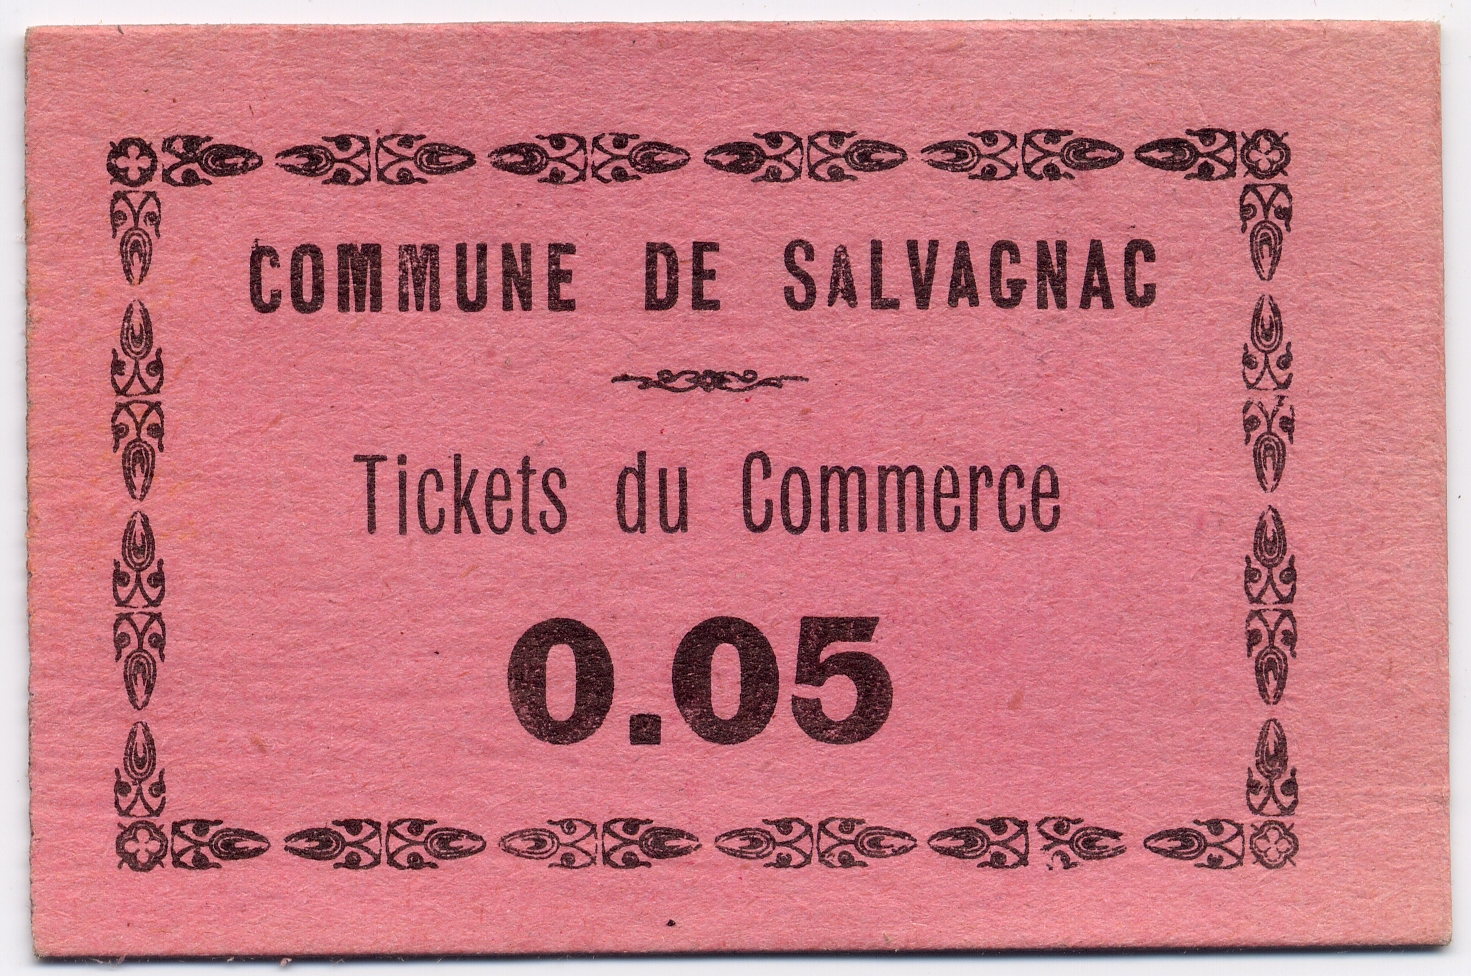 COMMUNE DE SALVAGNAC
Tickets du Commerce
0.05